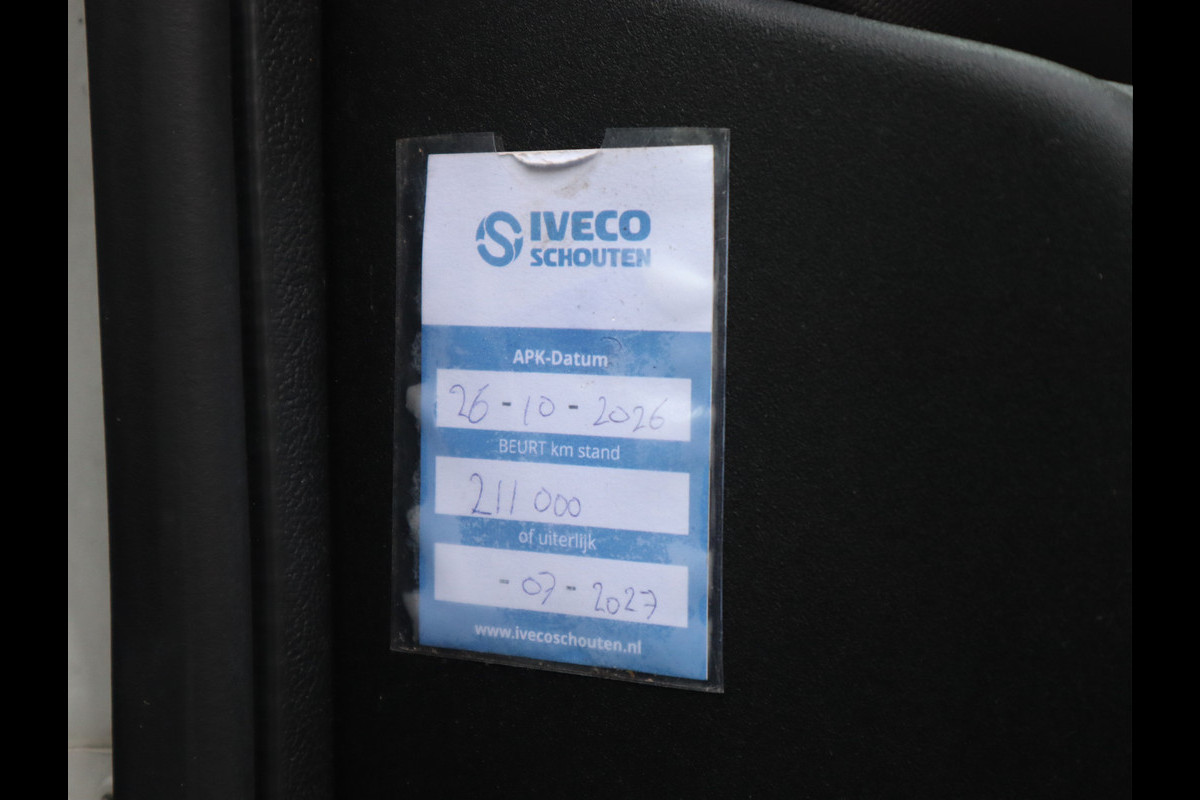 IVECO
SCHOUTEN
APK-Datum
26-10-2026
BEURT km stand
211 000
of uiterlijk
-07-2027
www.ivecoschouten.nl